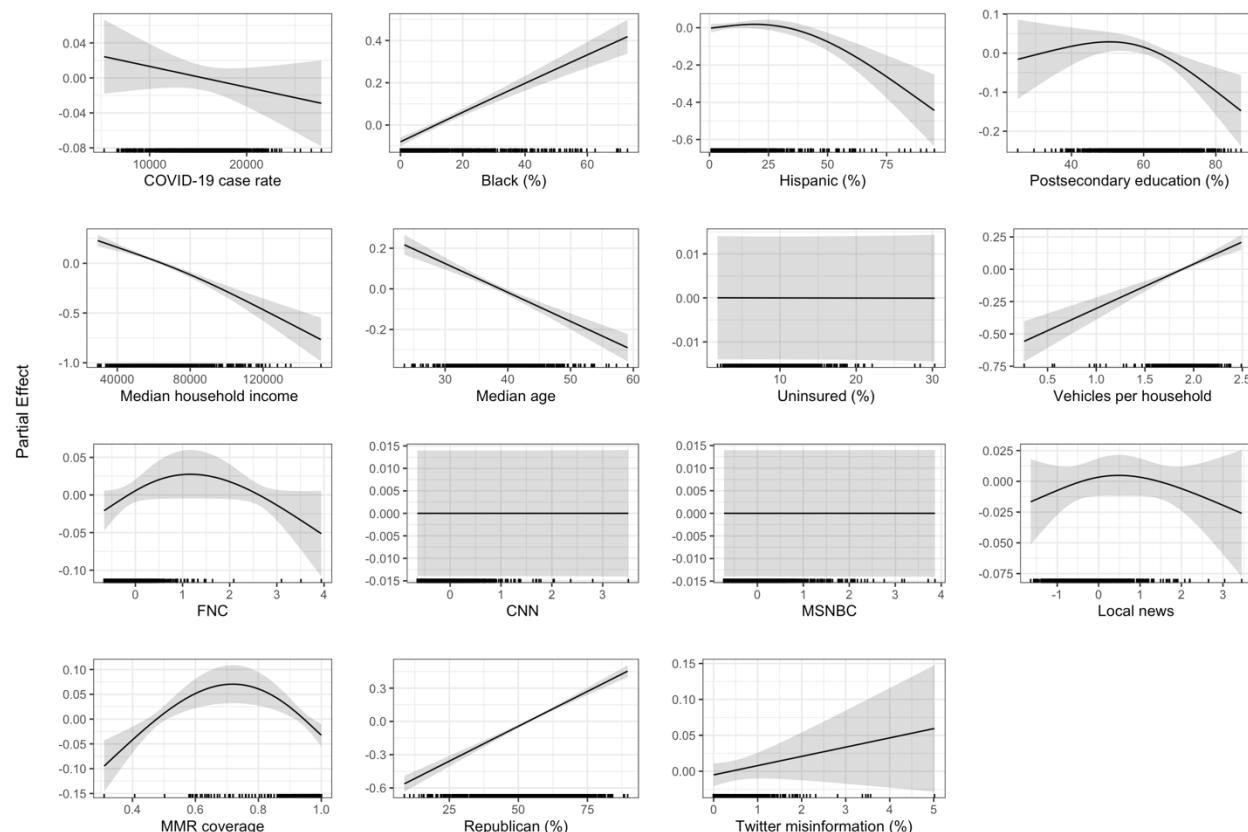 0.04
0.00
-0.04
-0.08
10000 20000
COVID-19 case rate
0.4
0.2
0.0
0 20 40 60
Black (%)
0.0
-0.2
-0.4
-0.6
0 25 50 75
Hispanic (%)
0.1
0.0
-0.1
-0.2
40 60 80
Postsecondary education (%)
Partial Effect
0.0
-0.5
-1.0
40000 80000 120000
Median household income
0.2
0.0
-0.2
30 40 50 60
Median age
0.01
0.00
-0.01
10 20 30
Uninsured (%)
0.25
0.00
-0.25
-0.50
-0.75
0.5 1.0 1.5 2.0 2.5
Vehicles per household
0.05
0.00
-0.05
-0.10
0 1 2 3 4
FNC
0.015
0.010
0.005
0.000
-0.005
-0.010
-0.015
0 1 2 3
CNN
0.015
0.010
0.005
0.000
-0.005
-0.010
-0.015
0 1 2 3 4
MSNBC
0.025
0.000
-0.025
-0.050
-0.075
-1 0 1 2 3
Local news
0.10
0.05
0.00
-0.05
-0.10
-0.15
0.4 0.6 0.8 1.0
MMR coverage
0.3
0.0
-0.3
-0.6
25 50 75
Republican (%)
0.15
0.10
0.05
0.00
0 1 2 3 4 5
Twitter misinformation (%)